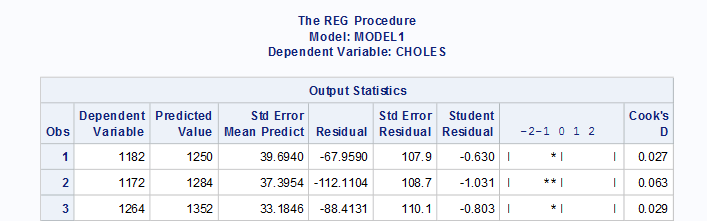 The REG Procedure
Model: MODEL1
Dependent Variable: CHOLES
Output Statistics
Obs Dependent Variable Predicted Value Std Error Mean Predict Residual Std Error Residual Student Residual -2-1 0 1 2 Cook's D
1 1182 1250 39.6940 -67.9590 107.9 -0.630 | *| | 0.027
2 1172 1284 37.3954 -112.1104 108.7 -1.031 | **| | 0.063
3 1264 1352 33.1846 -88.4131 110.1 -0.803 | *| | 0.029